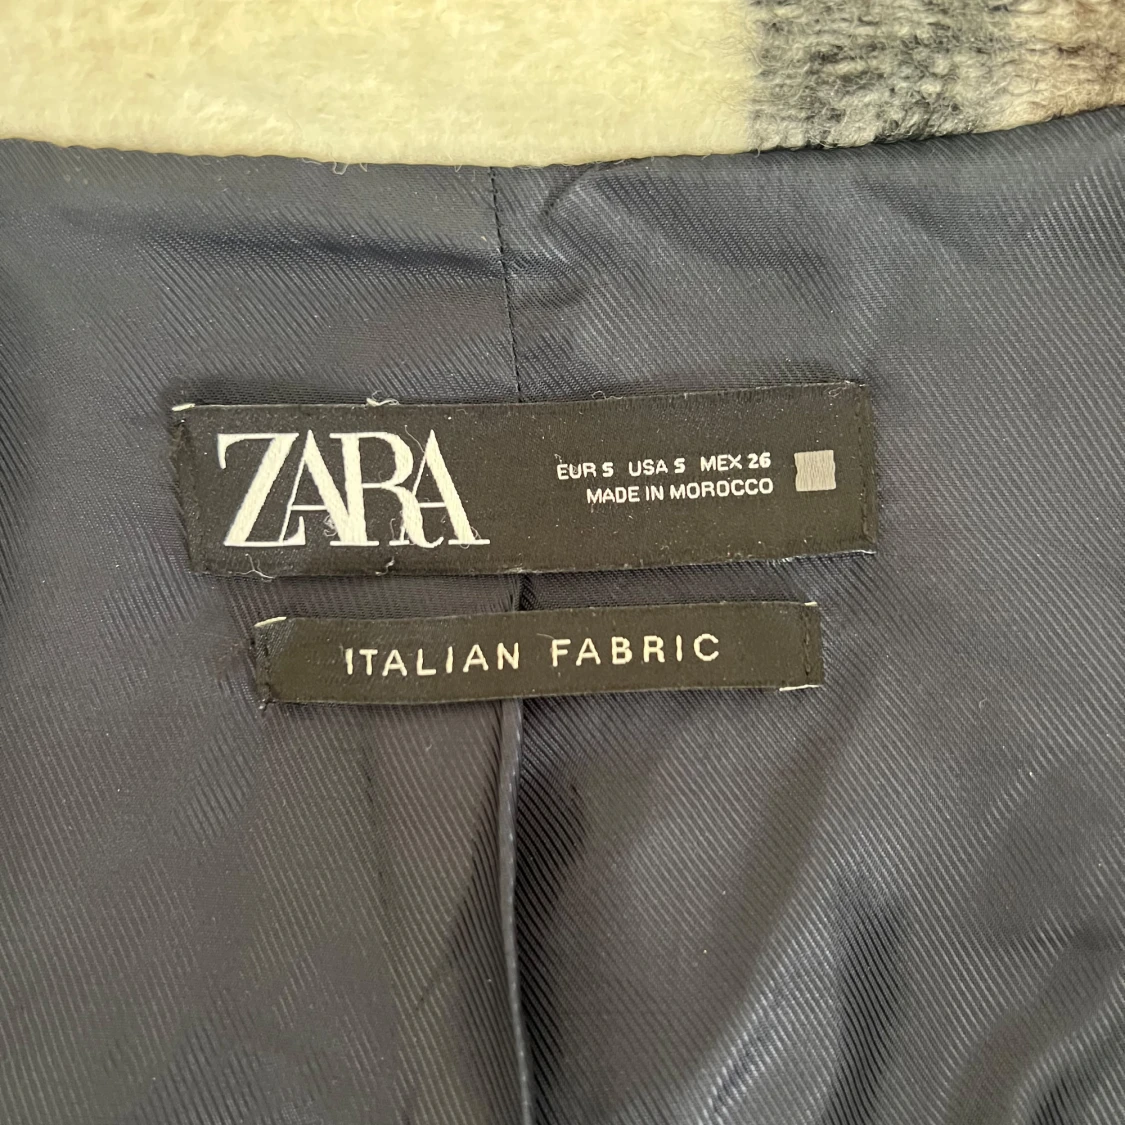 ZARA
EUR S USA S MEX 26
MADE IN MOROCCO
ITALIAN FABRIC